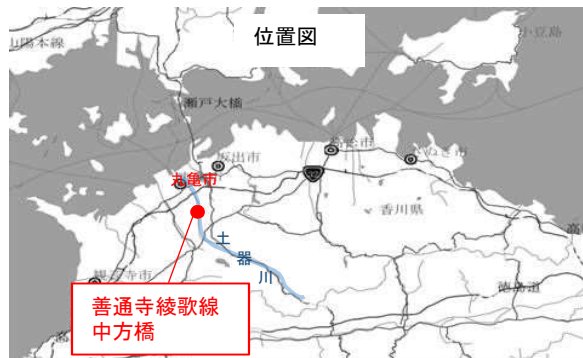 位置図
小豆島
山陽本線
瀬戸大橋
坂出市
高松市
さぬき市
丸亀市
香川県
土器川
観音寺市
徳島道
善通寺綾歌線
中方橋